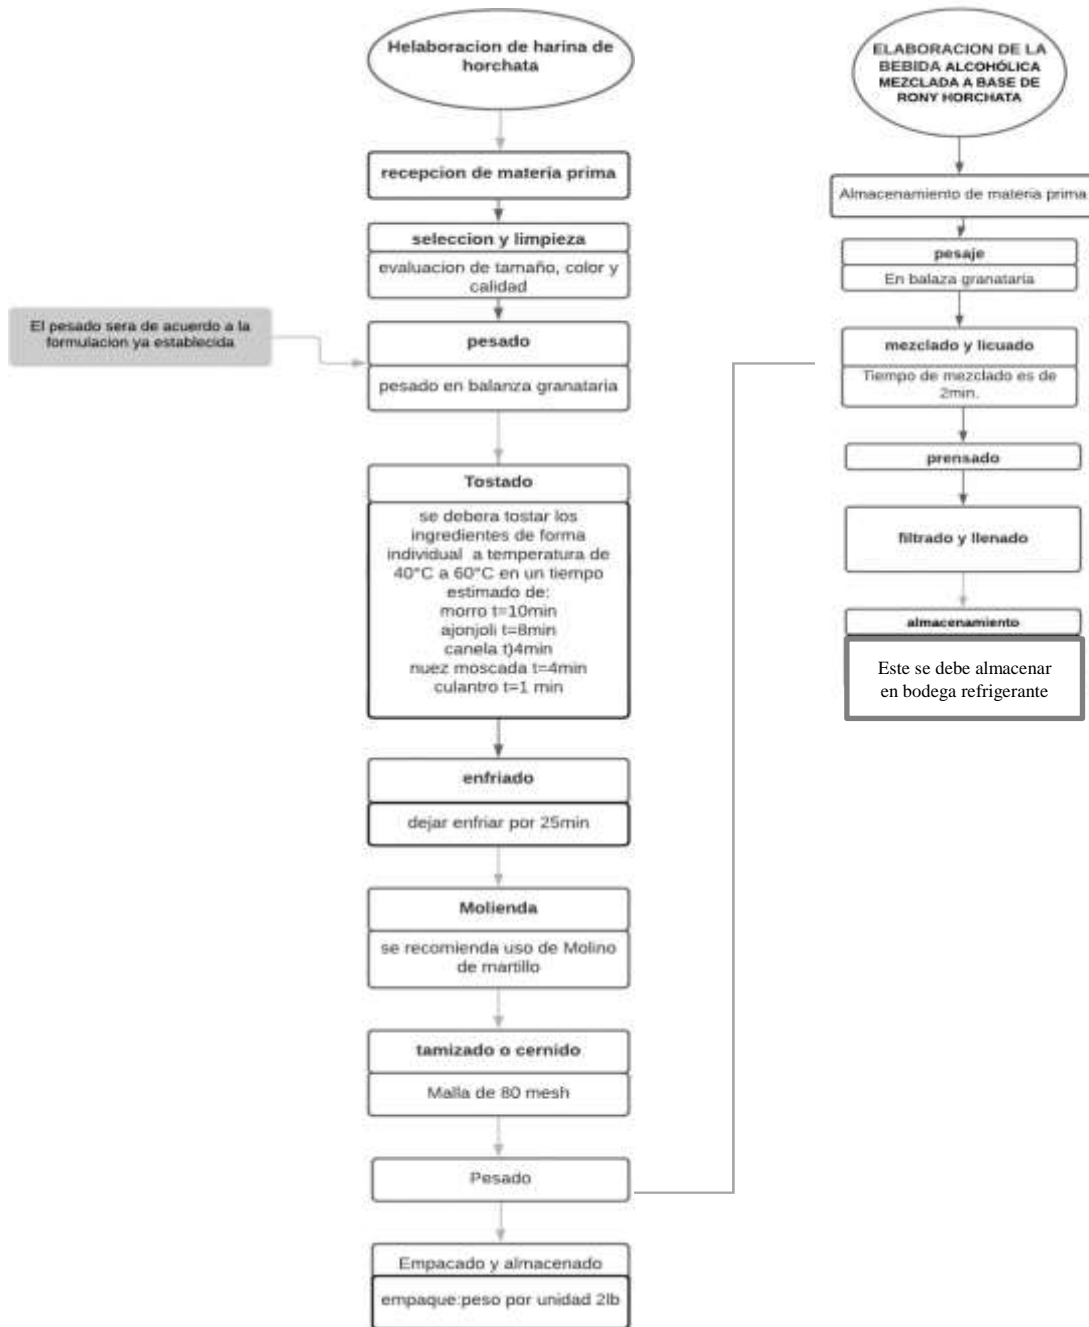 Helaboracion de harina de
horchata
recepcion de materia prima
seleccion y limpieza
evaluacion de tamaño, color y
calidad
El pesado sera de acuerdo a la
formulacion ya establecida
pesado
pesado en balanza granataria
Tostado
se debera tostar los
ingredientes de forma
individual a temperatura de
40°C a 60°C en un tiempo
estimado de:
morro t=10min
ajonjoli t=8min
canela t)4min
nuez moscada t=4min
culantro t=1 min
enfriado
dejar enfriar por 25min
Molienda
se recomienda uso de Molino
de martillo
tamizado o cernido
Malla de 80 mesh
Pesado
Empacado y almacenado
empaque:peso por unidad 2lb
ELABORACION DE LA
BEBIDA ALCOHÓLICA
MEZCLADA A BASE DE
RONY HORCHATA
Almacenamiento de materia prima
pesaje
En balaza granataria
mezclado y licuado
Tiempo de mezclado es de
2min.
prensado
filtrado y llenado
almacenamiento
Este se debe almacenar
en bodega refrigerante